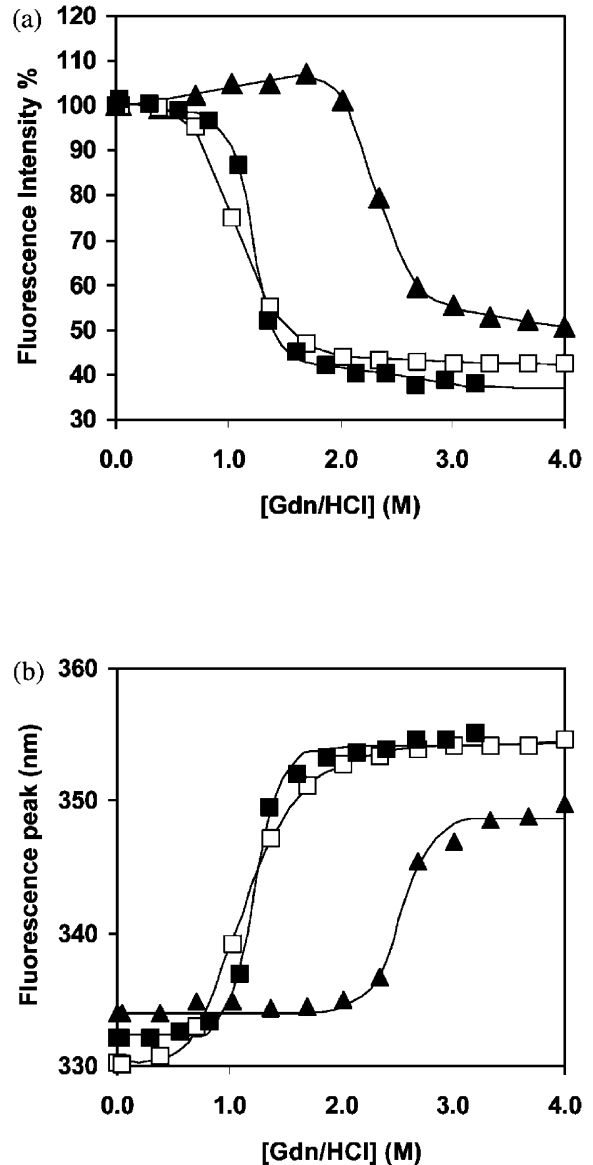 (a)
Fluorescence Intensity %
120
110
100
90
80
70
60
50
40
30
0.0 1.0 2.0 3.0 4.0
[Gdn/HCl] (M)
(b)
Fluorescence peak (nm)
360
350
340
330
0.0 1.0 2.0 3.0 4.0
[Gdn/HCl] (M)